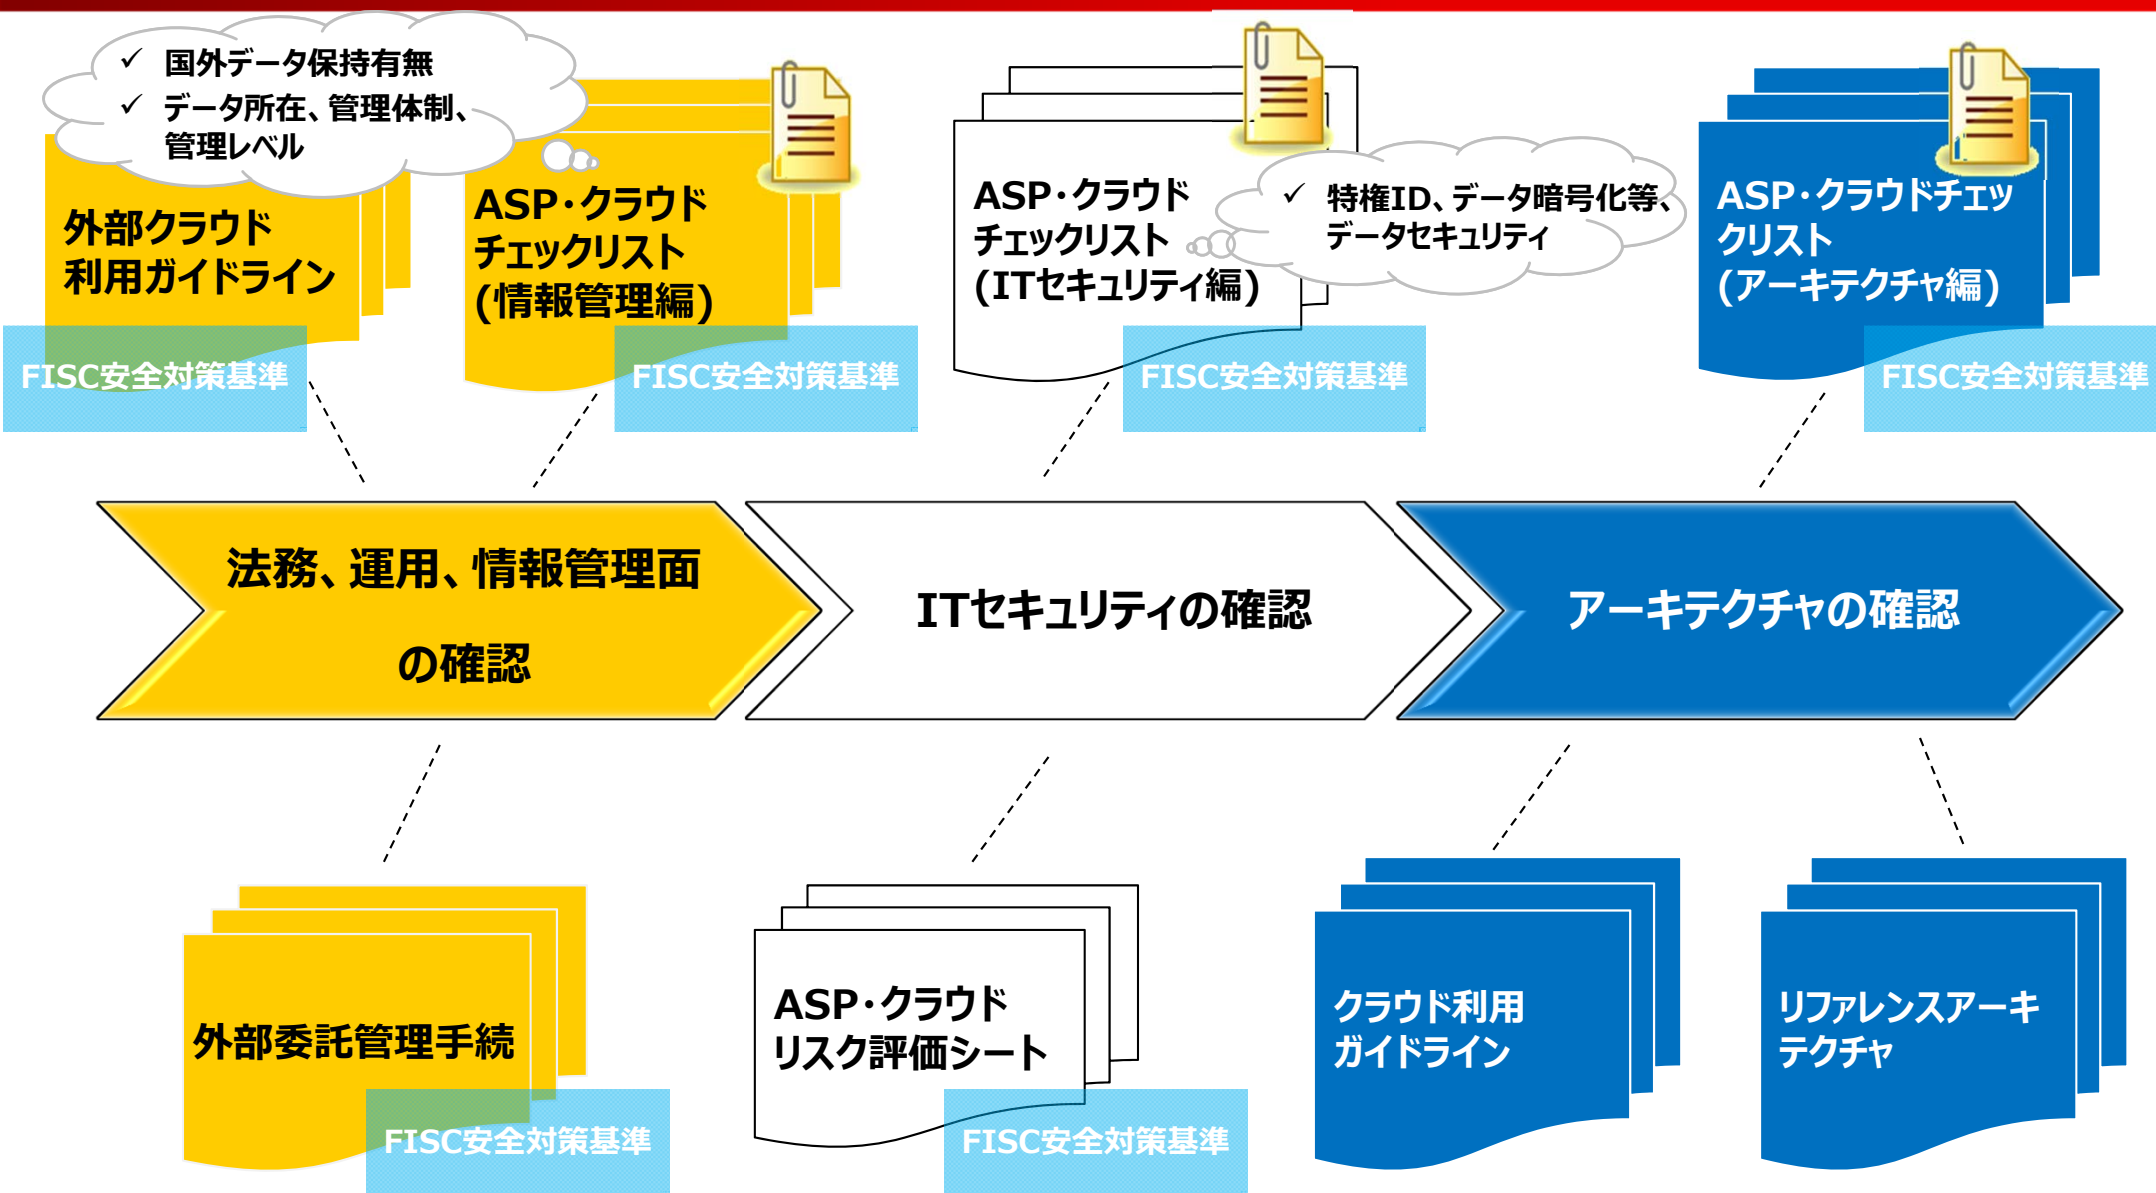 ✓ 国外データ保持有無
✓ データ所在、管理体制、
管理レベル
外部クラウド
利用ガイドライン
FISC安全対策基準
ASP・クラウド
チェックリスト
(情報管理編)
FISC安全対策基準
ASP・クラウド
チェックリスト
(ITセキュリティ編)
FISC安全対策基準
✓ 特権ID、データ暗号化等、
データセキュリティ
ASP・クラウドチェッ
クリスト
(アーキテクチャ編)
FISC安全対策基準
法務、運用、情報管理面
の確認
ITセキュリティの確認
アーキテクチャの確認
外部委託管理手続
FISC安全対策基準
ASP・クラウド
リスク評価シート
FISC安全対策基準
クラウド利用
ガイドライン
リファレンスアーキ
テクチャ